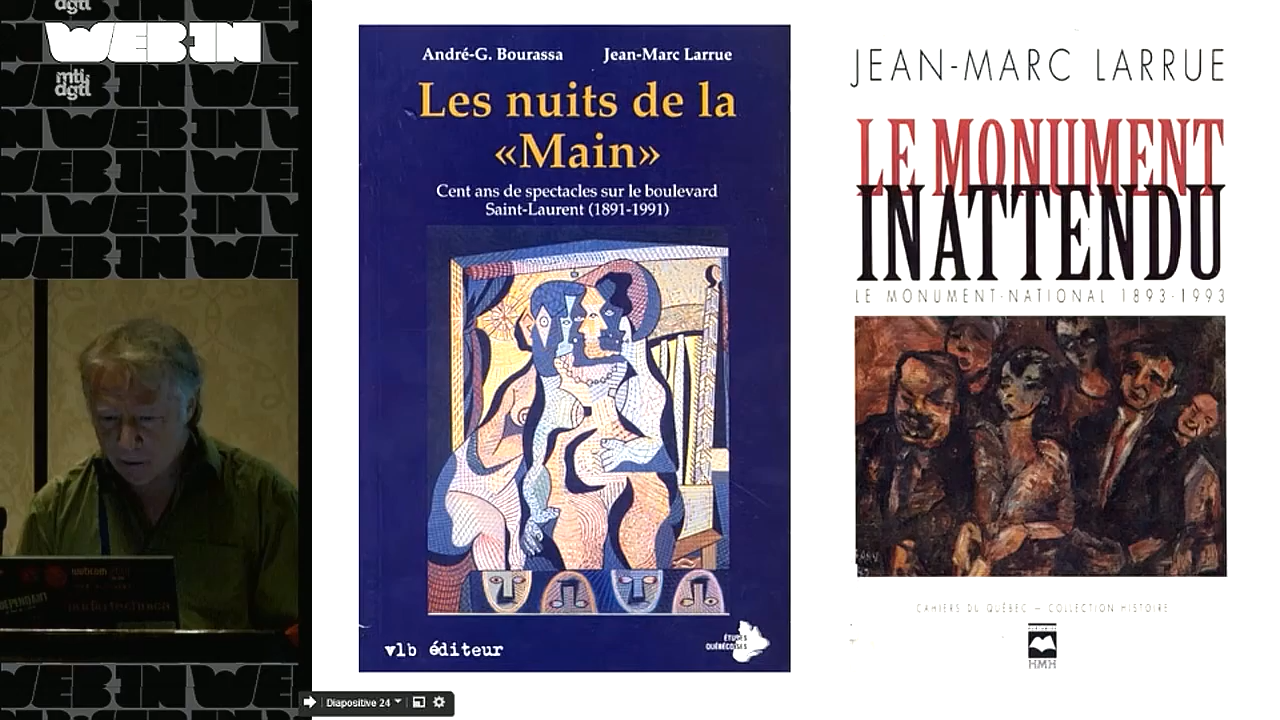 WEB IN
mtl
dgtl
André-G. Bourassa Jean-Marc Larrue
Les nuits de la
«Main»
Cent ans de spectacles sur le boulevard
Saint-Laurent (1891-1991)
vlb éditeur
ÉTUDES
QUÉBÉCOISES
JEAN-MARC LARRUE
LE MONUMENT
INATTENDU
LE MONUMENT-NATIONAL 1893-1993
CAHIERS DU QUÉBEC – COLLECTION HISTOIRE
HMH
Diapositive 24